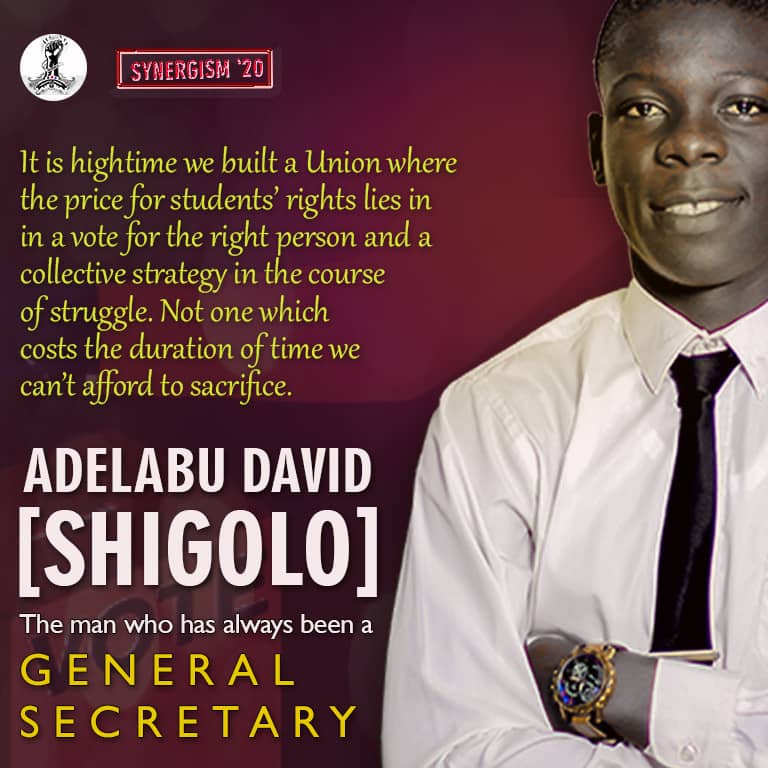 SYNERGISM '20
It is hightime we built a Union where
the price for students' rights lies in
in a vote for the right person and a
collective strategy in the course
of struggle. Not one which
costs the duration of time we
can't afford to sacrifice.
ADELABU DAVID
[SHIGOLO]
The man who has always been a
GENERAL
SECRETARY
VOTE